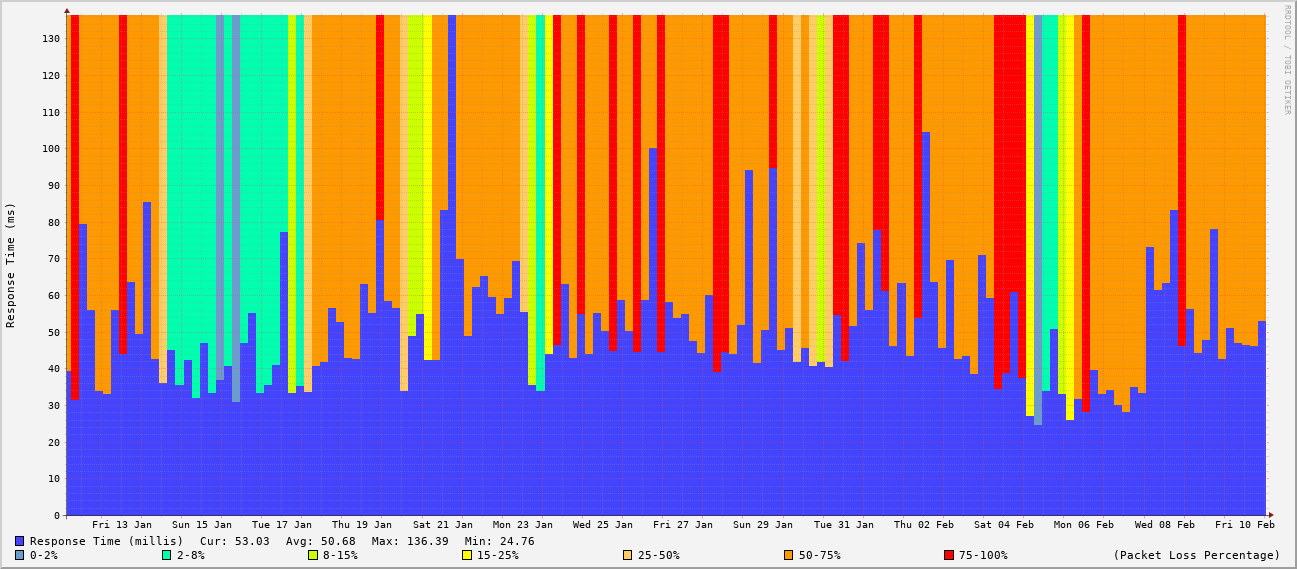 RRDTOOL / TOBI OETIKER
Response Time (ms)
130
120
110
100
90
80
70
60
50
40
30
20
10
0
Fri 13 Jan Sun 15 Jan Tue 17 Jan Thu 19 Jan Sat 21 Jan Mon 23 Jan Wed 25 Jan Fri 27 Jan Sun 29 Jan Tue 31 Jan Thu 02 Feb Sat 04 Feb Mon 06 Feb Wed 08 Feb Fri 10 Feb
Response Time (millis) Cur: 53.03 Avg: 50.68 Max: 136.39 Min: 24.76
0-2% 2-8% 8-15% 15-25% 25-50% 50-75% 75-100% (Packet Loss Percentage)